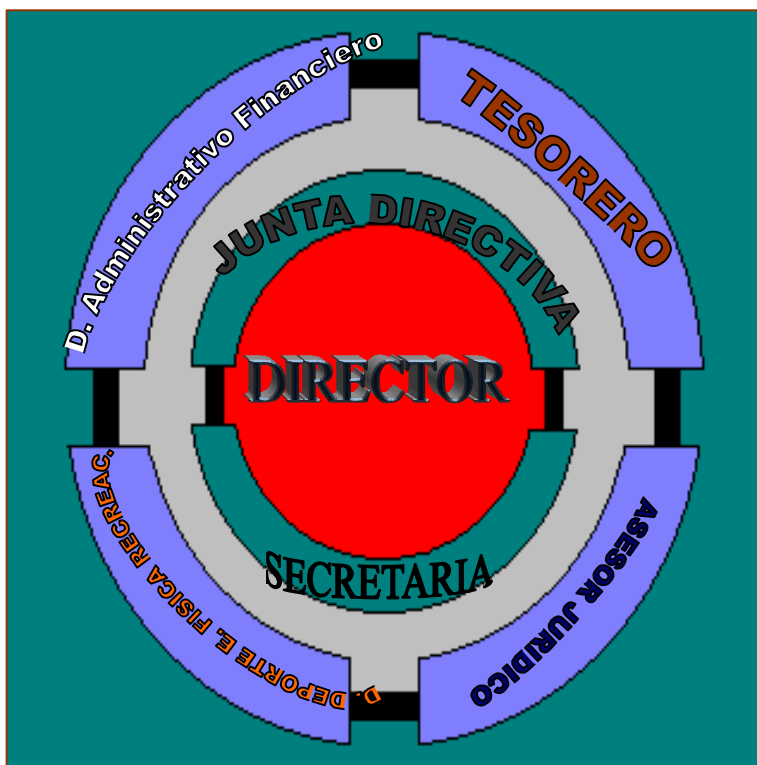 D. Administrativo Financiero
TESORERO
JUNTA DIRECTIVA
DIRECTOR
SECRETARIA
D. DEPORTE E. FISICA RECREAC.
ASESOR JURIDICO